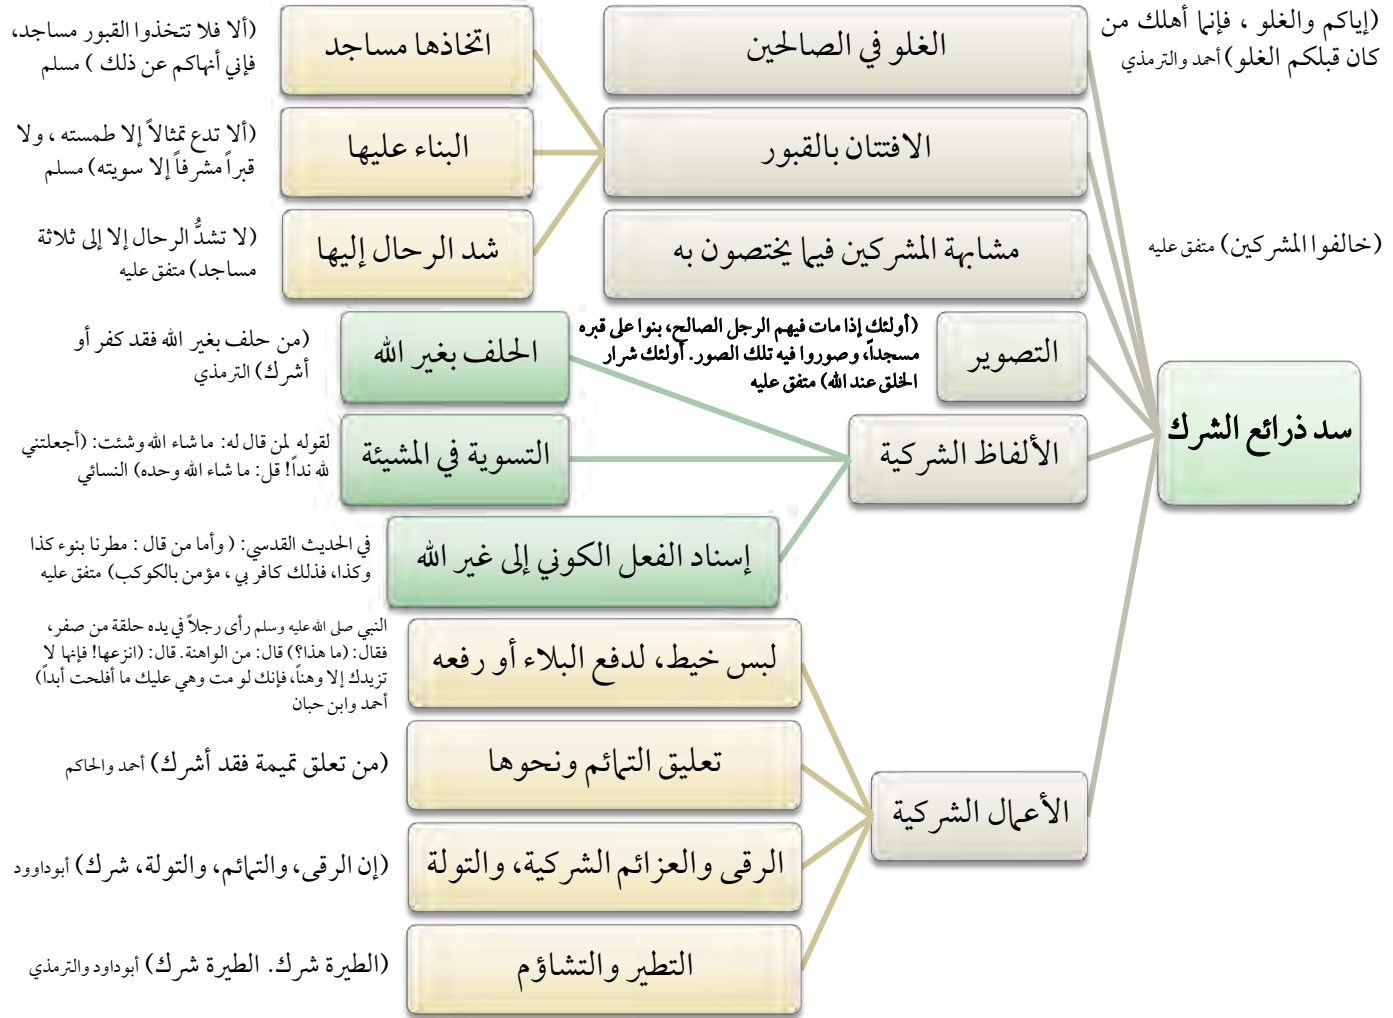 سد ذرائع الشرك
الغلو في الصالحين
(إياكم والغلو ، فإنما أهلك من
كان قبلكم الغلو) أحمد والترمذي
الافتتان بالقبور
اتخاذها مساجد
(ألا فلا تتخذوا القبور مساجد،
فإني أنهاكم عن ذلك ) مسلم
البناء عليها
(ألا تدع تمثالاً إلا طمسته ، ولا
قبراً مشرفاً إلا سويته) مسلم
شد الرحال إليها
(لا تشدُّ الرحال إلا إلى ثلاثة
مساجد) متفق عليه
مشابهة المشركين فيما يختصون به
(خالفوا المشركين) متفق عليه
التصوير
(أولئك إذا مات فيهم الرجل الصالح، بنوا على قبره
مسجداً، وصوروا فيه تلك الصور. أولئك شرار
الخلق عند الله) متفق عليه
الألفاظ الشركية
الحلف بغير الله
(من حلف بغير الله فقد كفر أو
أشرك) الترمذي
التسوية في المشيئة
لقوله لمن قال له: ما شاء الله وشئت: (أجعلتني
لله نداً! قل: ما شاء الله وحده) النسائي
إسناد الفعل الكوني إلى غير الله
في الحديث القدسي: ( وأما من قال : مطرنا بنوء كذا
وكذا، فذلك كافر بي ، مؤمن بالكوكب) متفق عليه
الأعمال الشركية
لبس خيط، لدفع البلاء أو رفعه
النبي صلى الله عليه وسلم رأى رجلاً في يده حلقة من صفر،
فقال: (ما هذا؟) قال: من الواهنة. قال: (انزعها! فإنها لا
تزيدك إلا وهناً، فإنك لو مت وهي عليك ما أفلحت أبداً)
أحمد وابن حبان
تعليق التمائم ونحوها
(من تعلق تميمة فقد أشرك) أحمد والحاكم
الرقى والعزائم الشركية، والتولة
(إن الرقى، والتمائم، والتولة، شرك) أبوداوود
التطير والتشاؤم
(الطيرة شرك. الطيرة شرك) أبوداود والترمذي